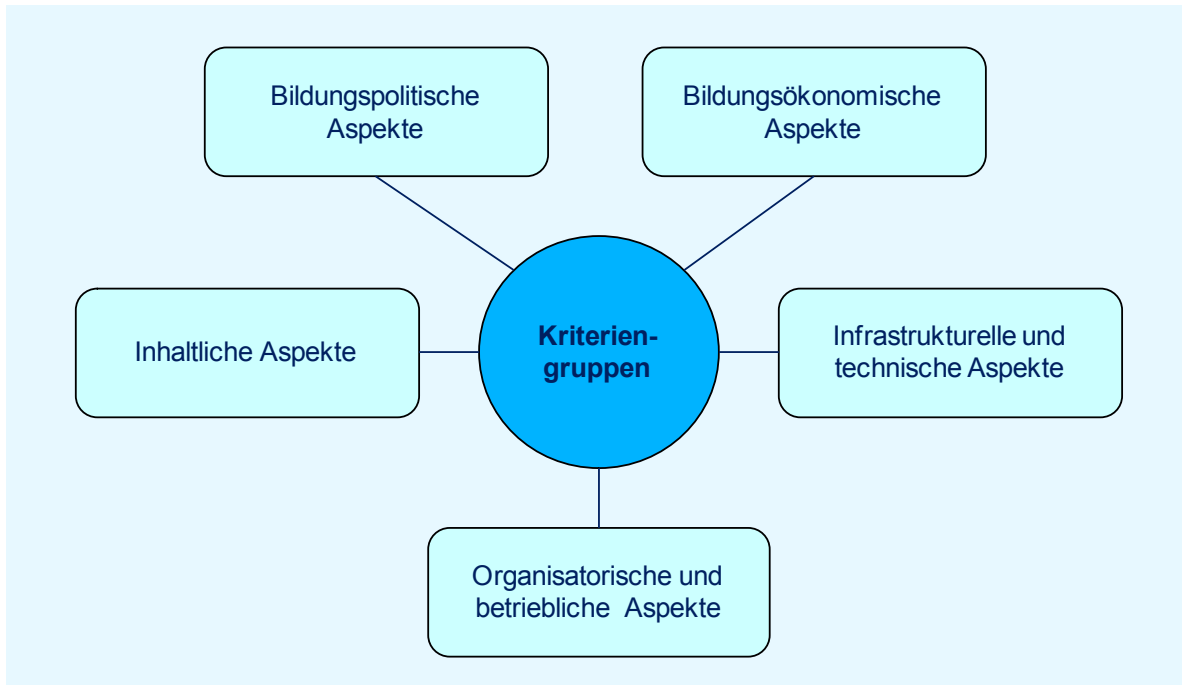 Bildungspolitische
Aspekte
Bildungsökonomische
Aspekte
Inhaltliche Aspekte
Kriterien-
gruppen
Infrastrukturelle und
technische Aspekte
Organisatorische und
betriebliche Aspekte